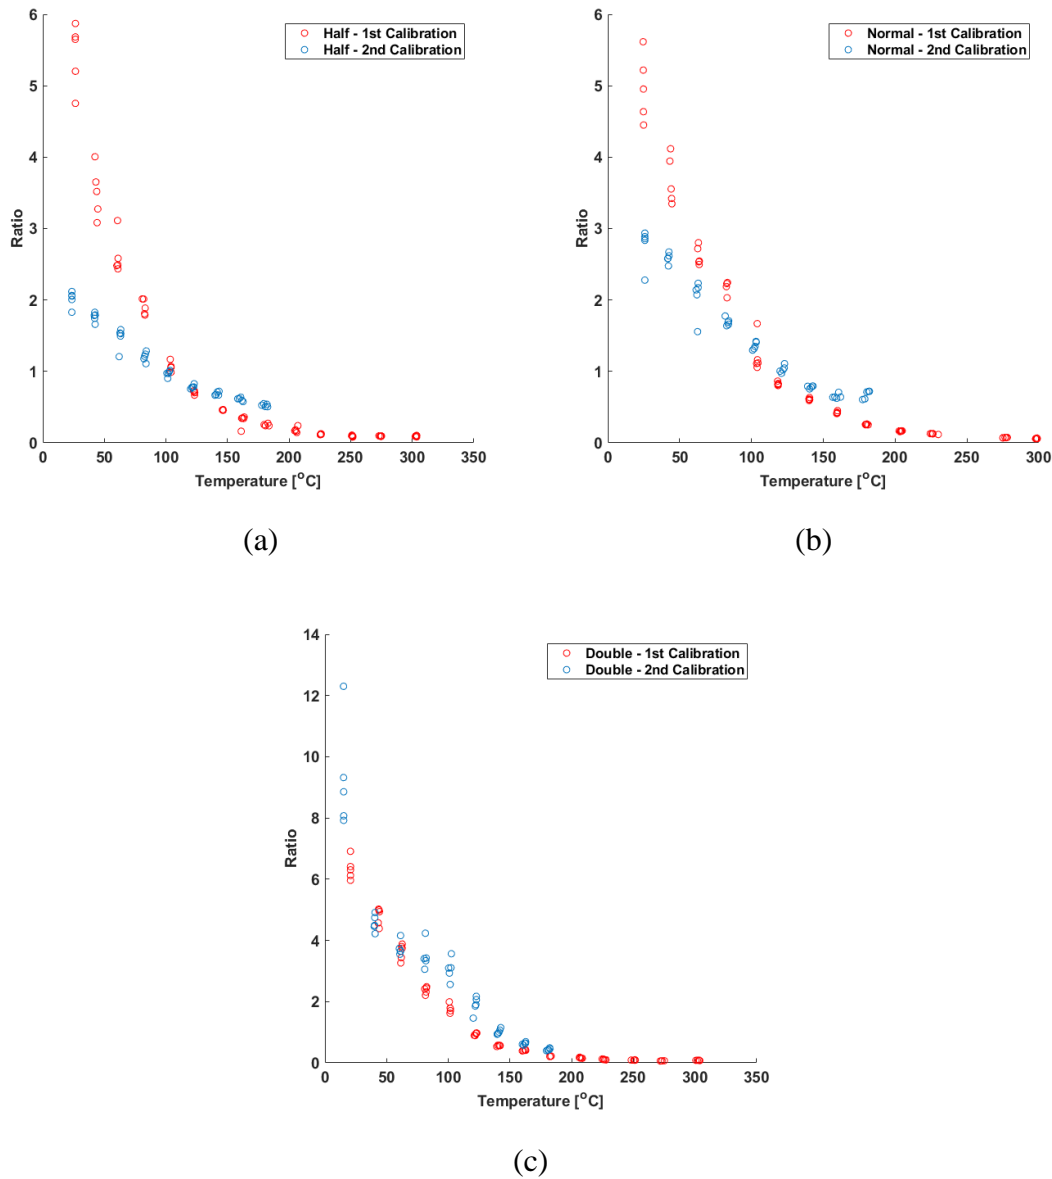 6
5
4
3
2
1
0
Ratio
Half - 1st Calibration
Half - 2nd Calibration
0 50 100 150 200 250 300 350
Temperature [oC]
(a)
6
5
4
3
2
1
0
Ratio
Normal - 1st Calibration
Normal - 2nd Calibration
0 50 100 150 200 250 300
Temperature [oC]
(b)
14
12
10
8
6
4
2
0
Ratio
Double - 1st Calibration
Double - 2nd Calibration
0 50 100 150 200 250 300 350
Temperature [oC]
(c)